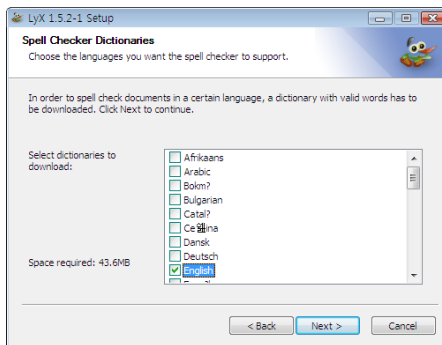 LyX 1.5.2-1 Setup
Spell Checker Dictionaries
Choose the languages you want the spell checker to support.
In order to spell check documents in a certain language, a dictionary with valid words has to
be downloaded. Click Next to continue.
Select dictionaries to
download:
Afrikaans
Arabic
Bokm?
Bulgarian
Catal?
Dansk
Deutsch
English
Space required: 43.6MB
< Back
Next >
Cancel